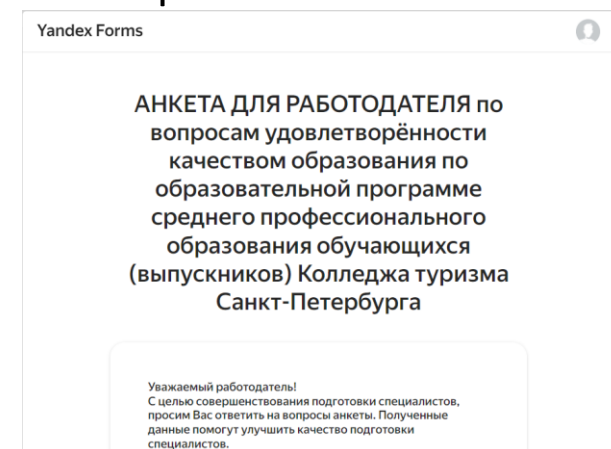 Yandex Forms
АНКЕТА ДЛЯ РАБОТОДАТЕЛЯ по
вопросам удовлетворённости
качеством образования по
образовательной программе
среднего профессионального
образования обучающихся
(выпускников) Колледжа туризма
Санкт-Петербурга
Уважаемый работодатель!
С целью совершенствования подготовки специалистов,
просим Вас ответить на вопросы анкеты. Полученные
данные помогут улучшить качество подготовки
специалистов.